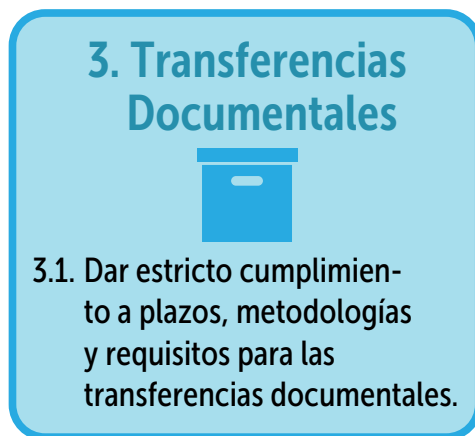 3. Transferencias
Documentales
3.1. Dar estricto cumplimien-
to a plazos, metodologías
y requisitos para las
transferencias documentales.